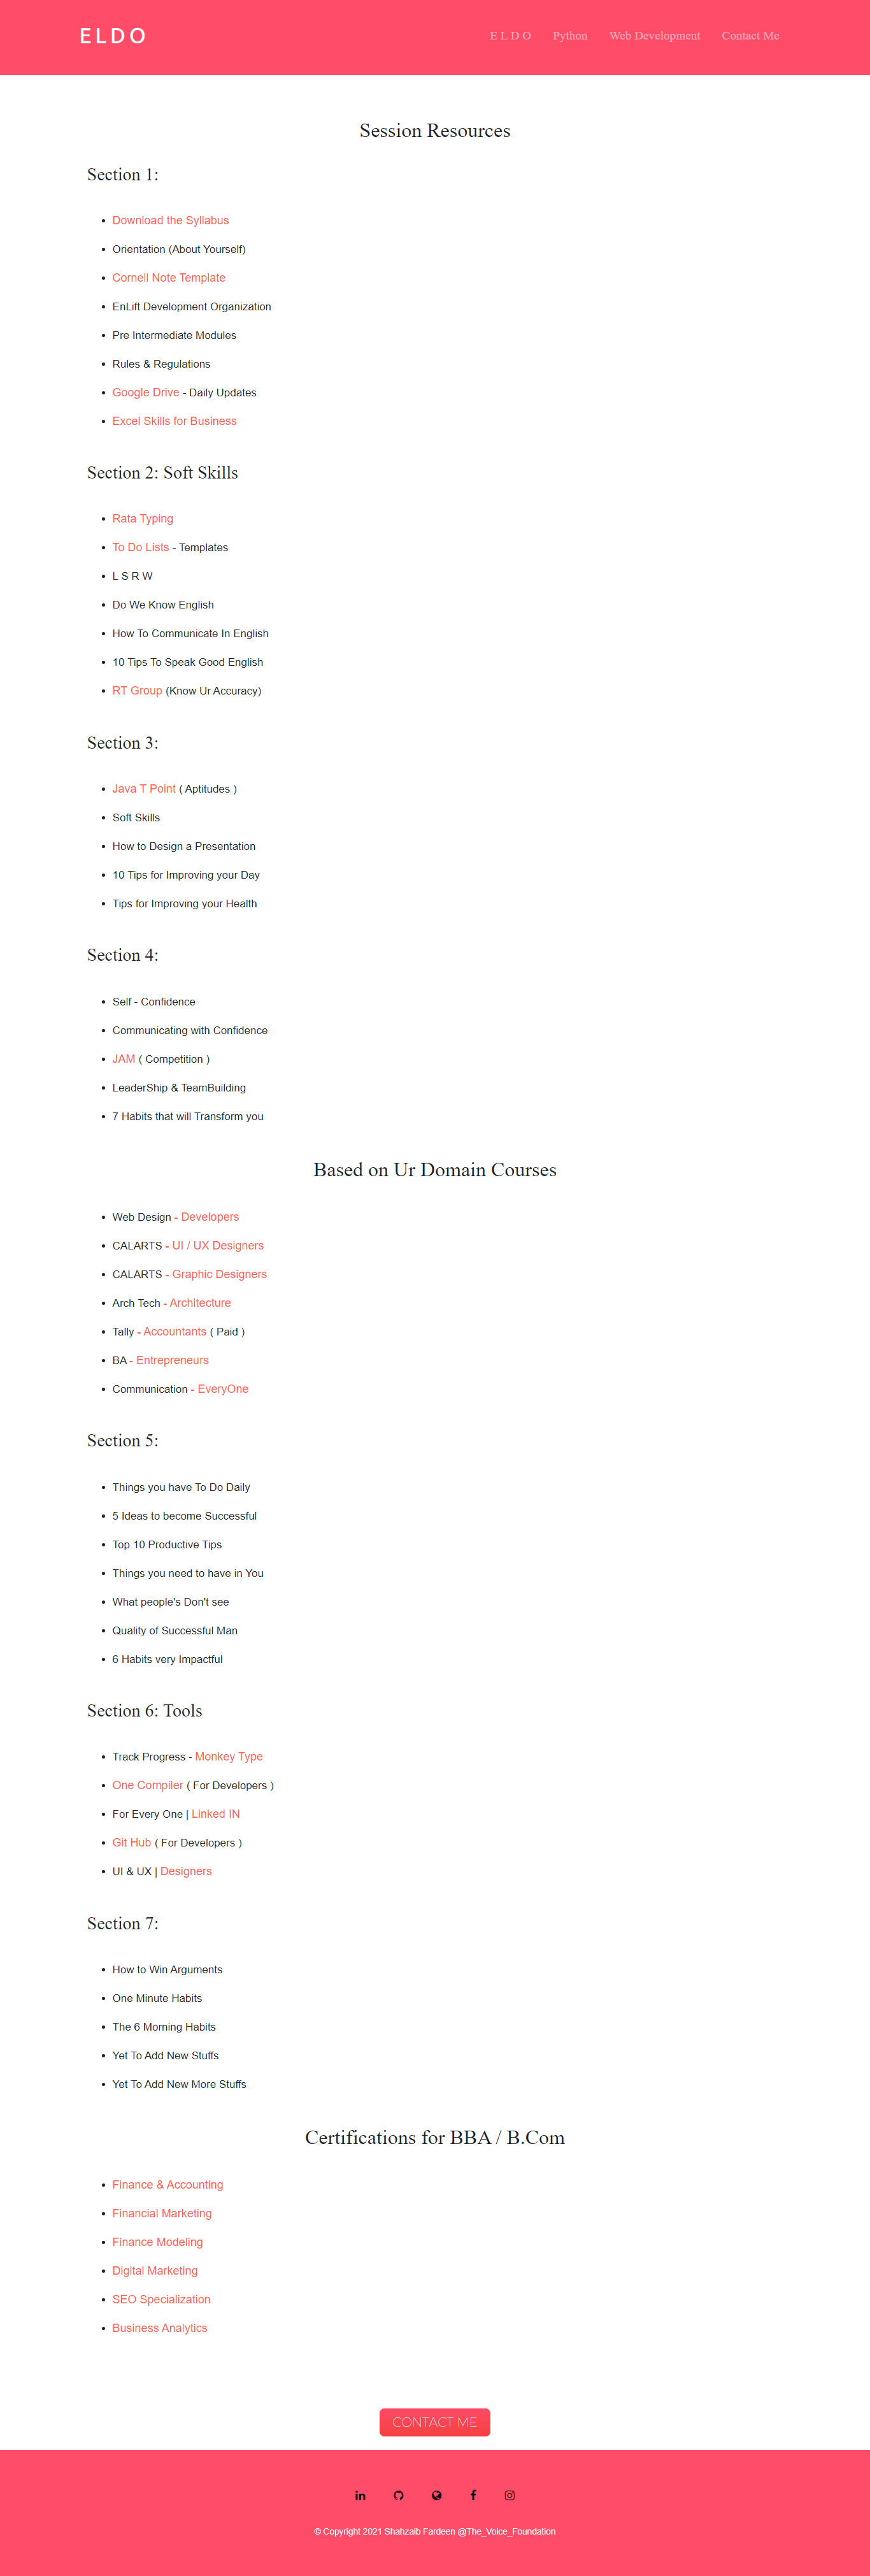 ELDO
E L D O Python Web Development Contact Me
Session Resources
Section 1:
Download the Syllabus
Orientation (About Yourself)
Cornell Note Template
EnLift Development Organization
Pre Intermediate Modules
Rules & Regulations
Google Drive - Daily Updates
Excel Skills for Business
Section 2: Soft Skills
Rata Typing
To Do Lists - Templates
L S R W
Do We Know English
How To Communicate In English
10 Tips To Speak Good English
RT Group (Know Ur Accuracy)
Section 3:
Java T Point ( Aptitudes )
Soft Skills
How to Design a Presentation
10 Tips for Improving your Day
Tips for Improving your Health
Section 4:
Self - Confidence
Communicating with Confidence
JAM ( Competition )
LeaderShip & TeamBuilding
7 Habits that will Transform you
Based on Ur Domain Courses
Web Design - Developers
CALARTS - UI / UX Designers
CALARTS - Graphic Designers
Arch Tech - Architecture
Tally - Accountants ( Paid )
BA - Entrepreneurs
Communication - EveryOne
Section 5:
Things you have To Do Daily
5 Ideas to become Successful
Top 10 Productive Tips
Things you need to have in You
What people's Don't see
Quality of Successful Man
6 Habits very Impactful
Section 6: Tools
Track Progress - Monkey Type
One Compiler ( For Developers )
For Every One | Linked IN
Git Hub ( For Developers )
UI & UX | Designers
Section 7:
How to Win Arguments
One Minute Habits
The 6 Morning Habits
Yet To Add New Stuffs
Yet To Add New More Stuffs
Certifications for BBA / B.Com
Finance & Accounting
Financial Marketing
Finance Modeling
Digital Marketing
SEO Specialization
Business Analytics
CONTACT ME
© Copyright 2021 Shahzaib Fardeen @The_Voice_Foundation